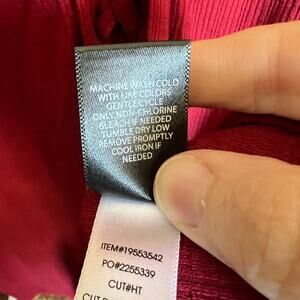 MACHINE WASH COLD
WITH LIKE COLORS
GENTLE CYCLE
ONLY NON-CHLORINE
BLEACH IF NEEDED
TUMBLE DRY LOW
REMOVE PROMPTLY
COOL IRON IF
NEEDED
ITEM#19553542
PO#2255339
CUT#HT